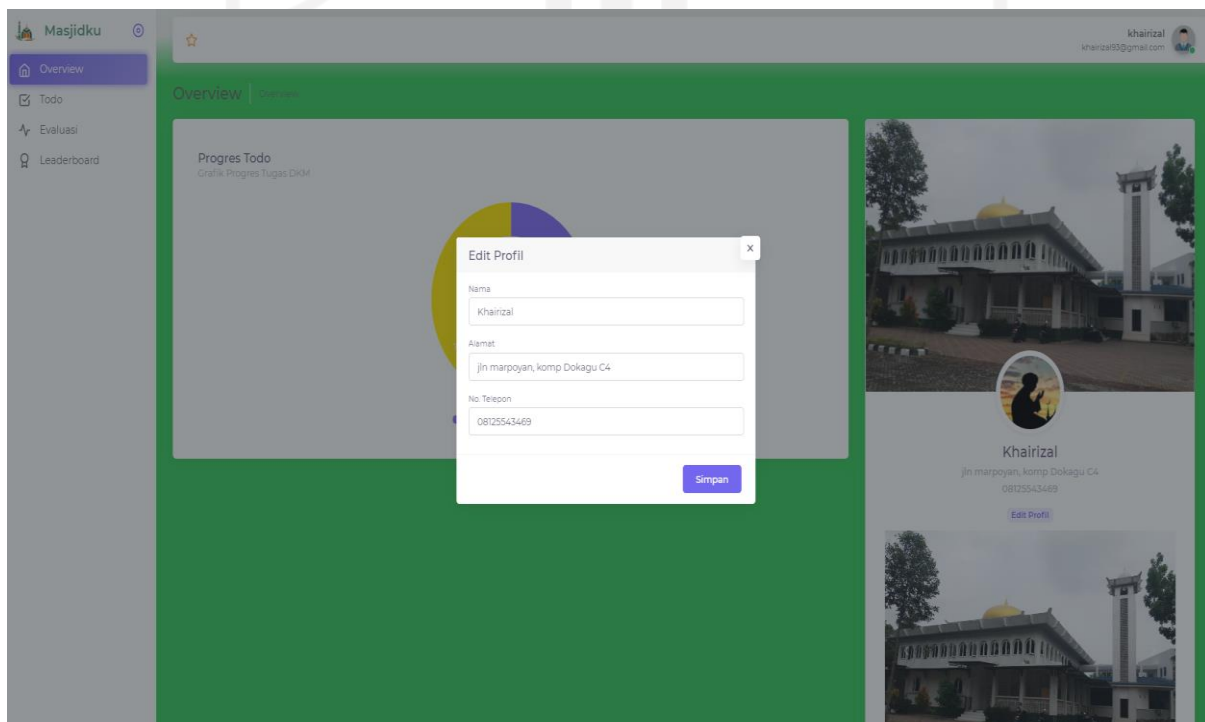 Masjidku
khairizal
khairizal93@gmail.com
Overview
Todo
Evaluasi
Leaderboard
Overview
Overview
Progres Todo
Grafik Progres Tugas DKM
Edit Profil
x
Nama
Khairizal
Alamat
jln marpoyan, komp Dokagu C4
No. Telepon
08125543469
Simpan
Khairizal
jln marpoyan, komp Dokagu C4
08125543469
Edit Profil